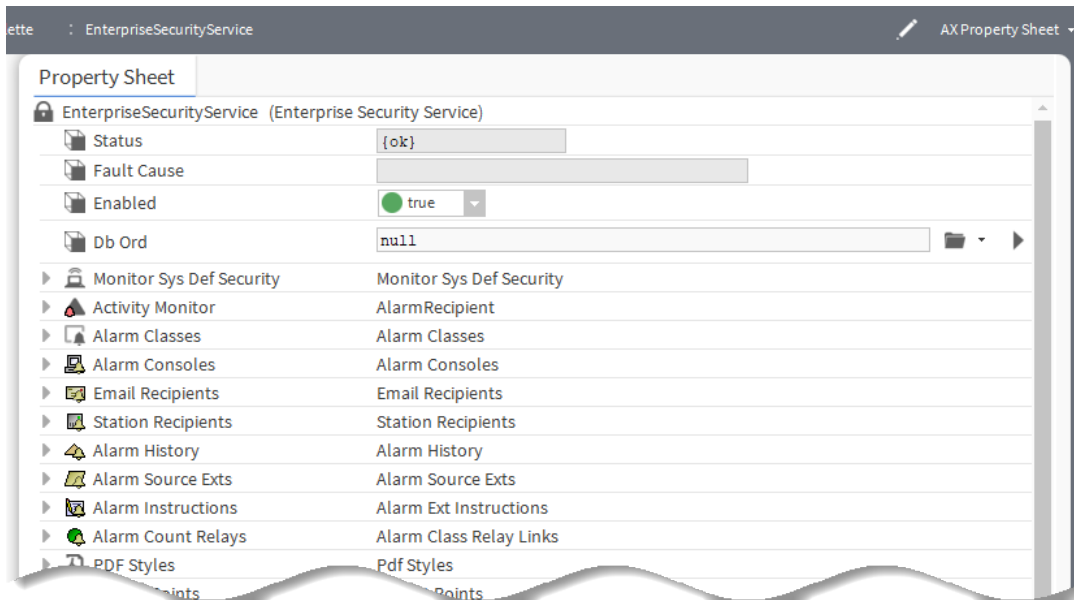 : EnterpriseSecurityService AX Property Sheet
Property Sheet
EnterpriseSecurityService (Enterprise Security Service)
Status {ok}
Fault Cause
Enabled true
Db Ord null
Monitor Sys Def Security Monitor Sys Def Security
Activity Monitor AlarmRecipient
Alarm Classes Alarm Classes
Alarm Consoles Alarm Consoles
Email Recipients Email Recipients
Station Recipients Station Recipients
Alarm History Alarm History
Alarm Source Exts Alarm Source Exts
Alarm Instructions Alarm Ext Instructions
Alarm Count Relays Alarm Class Relay Links
PDF Styles Pdf Styles
Points